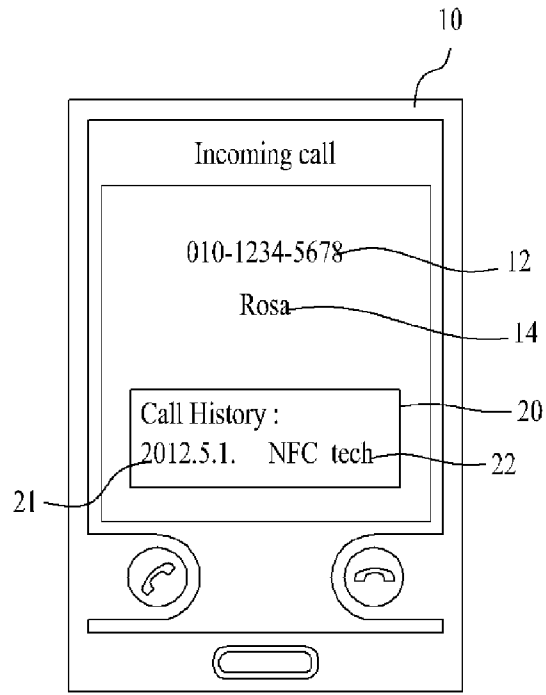 10
Incoming call
010-1234-5678
12
Rosa
14
Call History :
20
2012.5.1. NFC tech
21
22